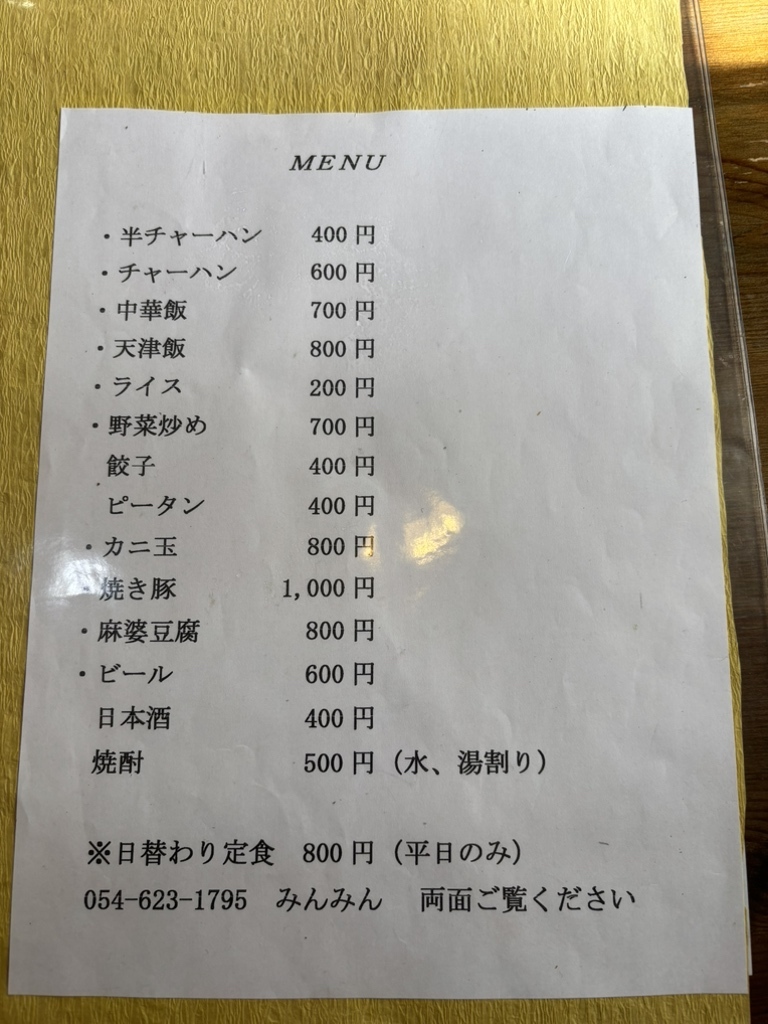 MENU
・半チャーハン 400円
・チャーハン 600円
・中華飯 700円
・天津飯 800円
・ライス 200円
・野菜炒め 700円
餃子 400円
ピータン 400円
・カニ玉 800円
・焼き豚 1,000円
・麻婆豆腐 800円
・ビール 600円
日本酒 400円
焼酎 500円（水、湯割り）
※日替わり定食 800円（平日のみ）
054-623-1795 みんみん 両面ご覧ください